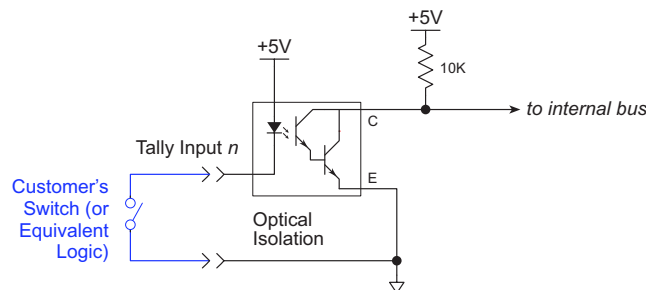 +5V
+5V
10K
C
to internal bus
Tally Input n
E
Customer's
Switch (or
Equivalent
Logic)
Optical
Isolation